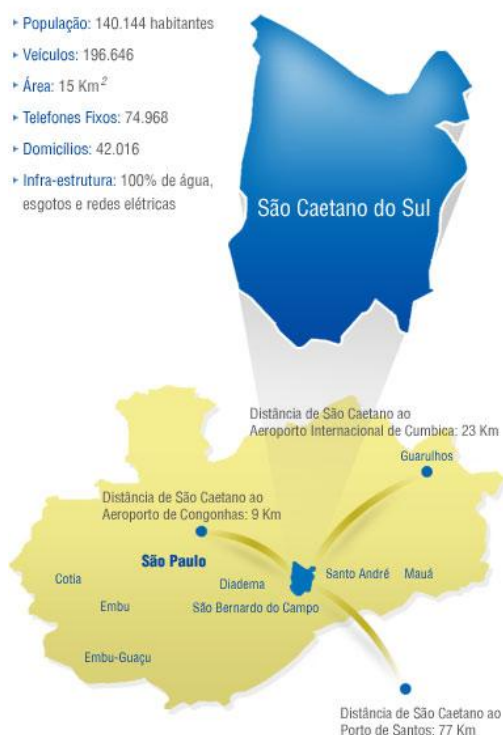 População: 140.144 habitantes
Veículos: 196.646
Área: 15 Km²
Telefones Fixos: 74.968
Domicílios: 42.016
Infra-estrutura: 100% de água,
esgotos e redes elétricas
São Caetano do Sul
Distância de São Caetano ao
Aeroporto Internacional de Cumbica: 23 Km
Guarulhos
Distância de São Caetano ao
Aeroporto de Congonhas: 9 Km
São Paulo
Cotia
Diadema
Santo André
Mauá
Embu
São Bernardo do Campo
Embu-Guaçu
Distância de São Caetano ao
Porto de Santos: 77 Km